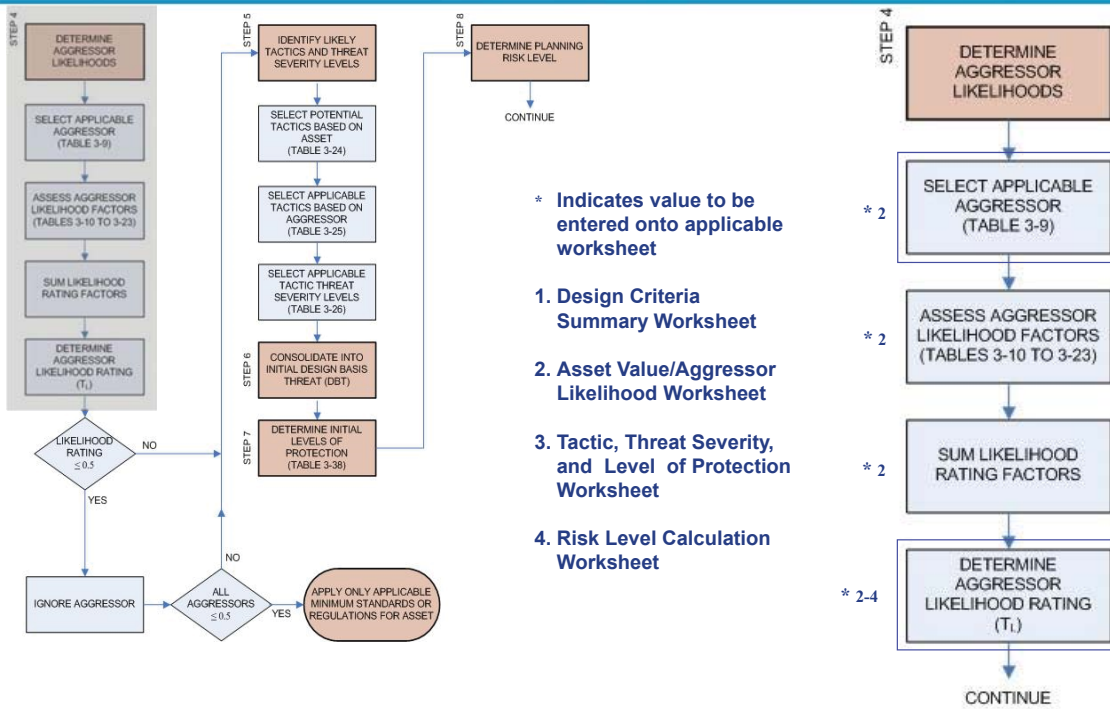 STEP 4
DETERMINE
AGGRESSOR
LIKELIHOODS
SELECT APPLICABLE
AGGRESSOR
(TABLE 3-9)
ASSESS AGGRESSOR
LIKELIHOOD FACTORS
(TABLES 3-10 TO 3-23)
SUM LIKELIHOOD
RATING FACTORS
DETERMINE
AGGRESSOR
LIKELIHOOD RATING
(TL)
LIKELIHOOD
RATING
≤ 0.5
NO
YES
IGNORE AGGRESSOR
ALL
AGGRESSORS
≤ 0.5
NO
YES
APPLY ONLY APPLICABLE
MINIMUM STANDARDS OR
REGULATIONS FOR ASSET
STEP 5
IDENTIFY LIKELY
TACTICS AND THREAT
SEVERITY LEVELS
SELECT POTENTIAL
TACTICS BASED ON
ASSET
(TABLE 3-24)
SELECT APPLICABLE
TACTICS BASED ON
AGGRESSOR
(TABLE 3-25)
SELECT APPLICABLE
TACTIC THREAT
SEVERITY LEVELS
(TABLE 3-26)
STEP 6
CONSOLIDATE INTO
INITIAL DESIGN BASIS
THREAT (DBT)
STEP 7
DETERMINE INITIAL
LEVELS OF
PROTECTION
(TABLE 3-38)
STEP 8
DETERMINE PLANNING
RISK LEVEL
CONTINUE
* Indicates value to be
entered onto applicable
worksheet
1. Design Criteria
Summary Worksheet
2. Asset Value/Aggressor
Likelihood Worksheet
3. Tactic, Threat Severity,
and Level of Protection
Worksheet
4. Risk Level Calculation
Worksheet
STEP 4
DETERMINE
AGGRESSOR
LIKELIHOODS
* 2
SELECT APPLICABLE
AGGRESSOR
(TABLE 3-9)
* 2
ASSESS AGGRESSOR
LIKELIHOOD FACTORS
(TABLES 3-10 TO 3-23)
* 2
SUM LIKELIHOOD
RATING FACTORS
* 2-4
DETERMINE
AGGRESSOR
LIKELIHOOD RATING
(TL)
CONTINUE